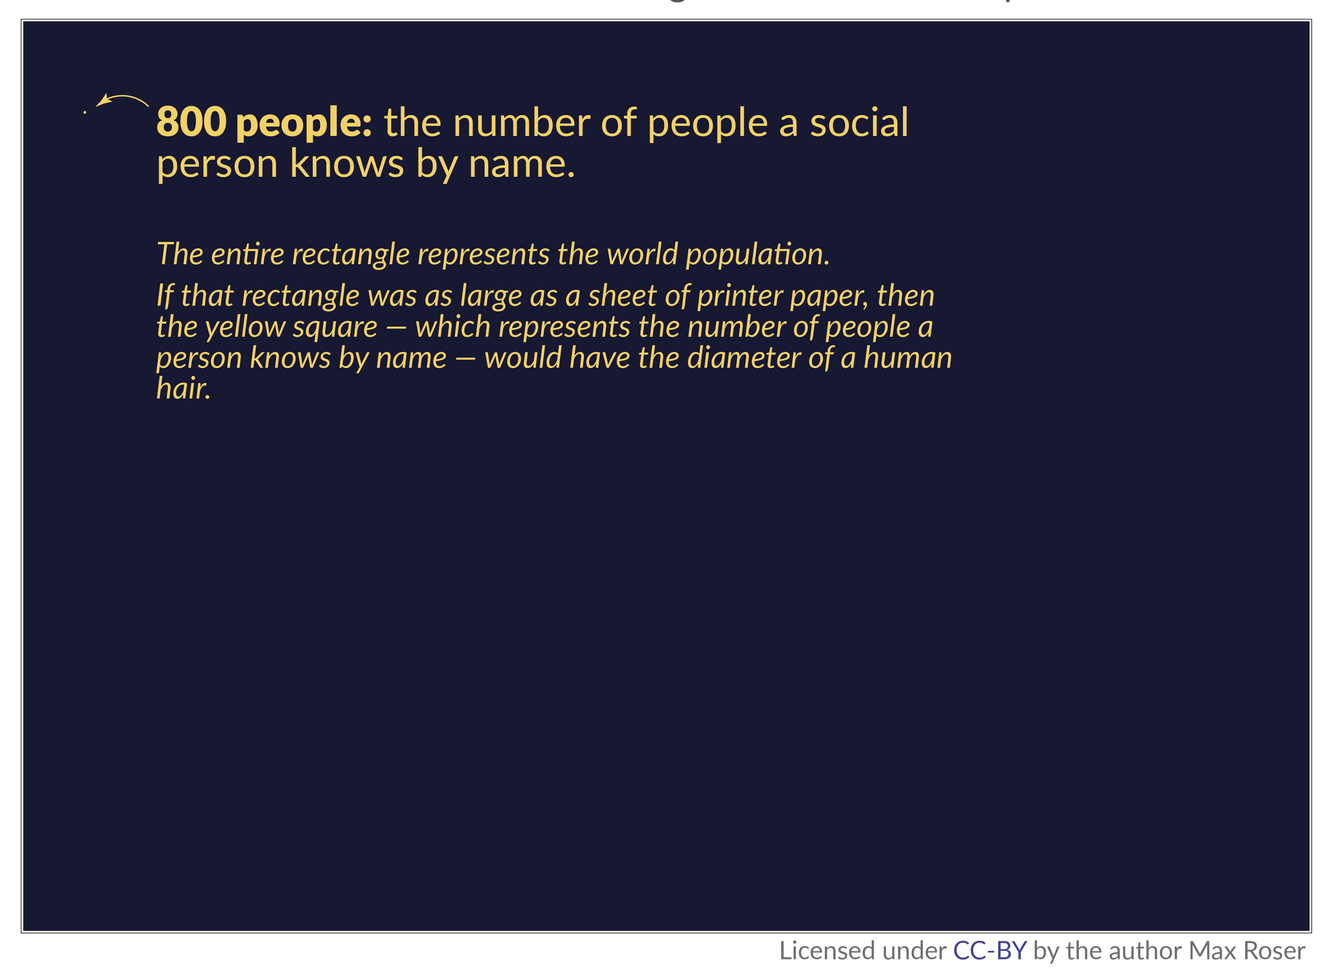 800 people: the number of people a social
person knows by name.
The entire rectangle represents the world population.
If that rectangle was as large as a sheet of printer paper, then
the yellow square — which represents the number of people a
person knows by name — would have the diameter of a human
hair.
Licensed under CC-BY by the author Max Roser